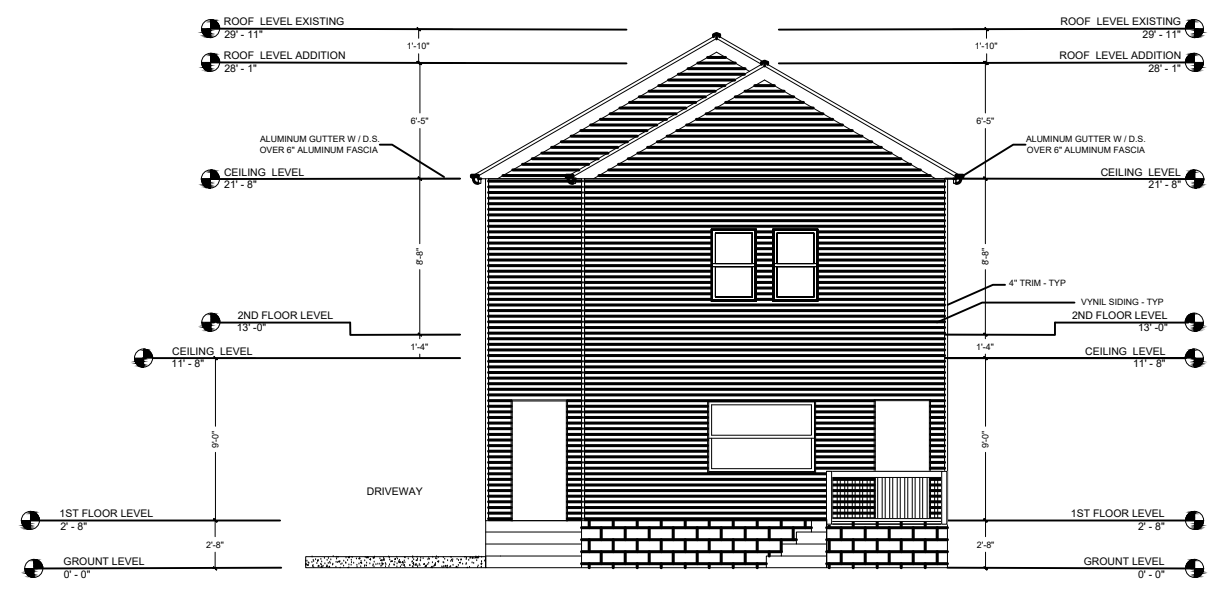 ROOF LEVEL EXISTING
29' - 11"
1'-10"
ROOF LEVEL ADDITION
28' - 1"
6'-5"
ALUMINUM GUTTER W / D.S.
OVER 6" ALUMINUM FASCIA
CEILING LEVEL
21' - 8"
8'-8"
2ND FLOOR LEVEL
13' -0"
1'-4"
CEILING LEVEL
11' - 8"
9'-0"
DRIVEWAY
1ST FLOOR LEVEL
2' - 8"
2'-8"
GROUNT LEVEL
0' - 0"
ROOF LEVEL EXISTING
29' - 11"
1'-10"
ROOF LEVEL ADDITION
28' - 1"
6'-5"
ALUMINUM GUTTER W / D.S.
OVER 6" ALUMINUM FASCIA
CEILING LEVEL
21' - 8"
8'-8"
4" TRIM - TYP
VYNIL SIDING - TYP
2ND FLOOR LEVEL
13' -0"
1'-4"
CEILING LEVEL
11' - 8"
9'-0"
1ST FLOOR LEVEL
2' - 8"
2'-8"
GROUNT LEVEL
0' - 0"